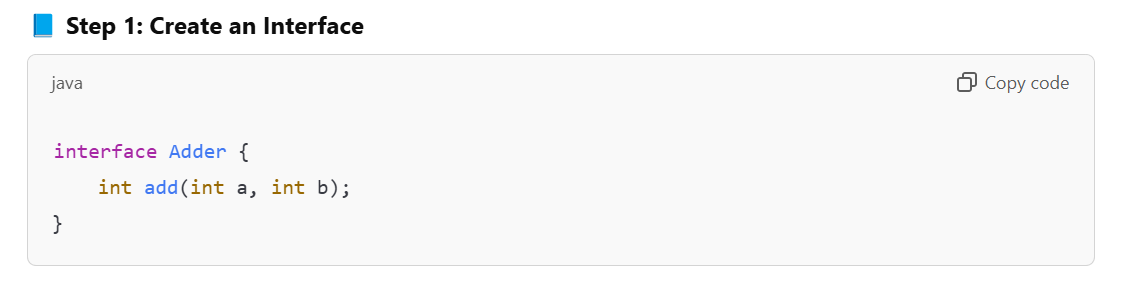 📘 Step 1: Create an Interface
java
Copy code
interface Adder {
    int add(int a, int b);
}